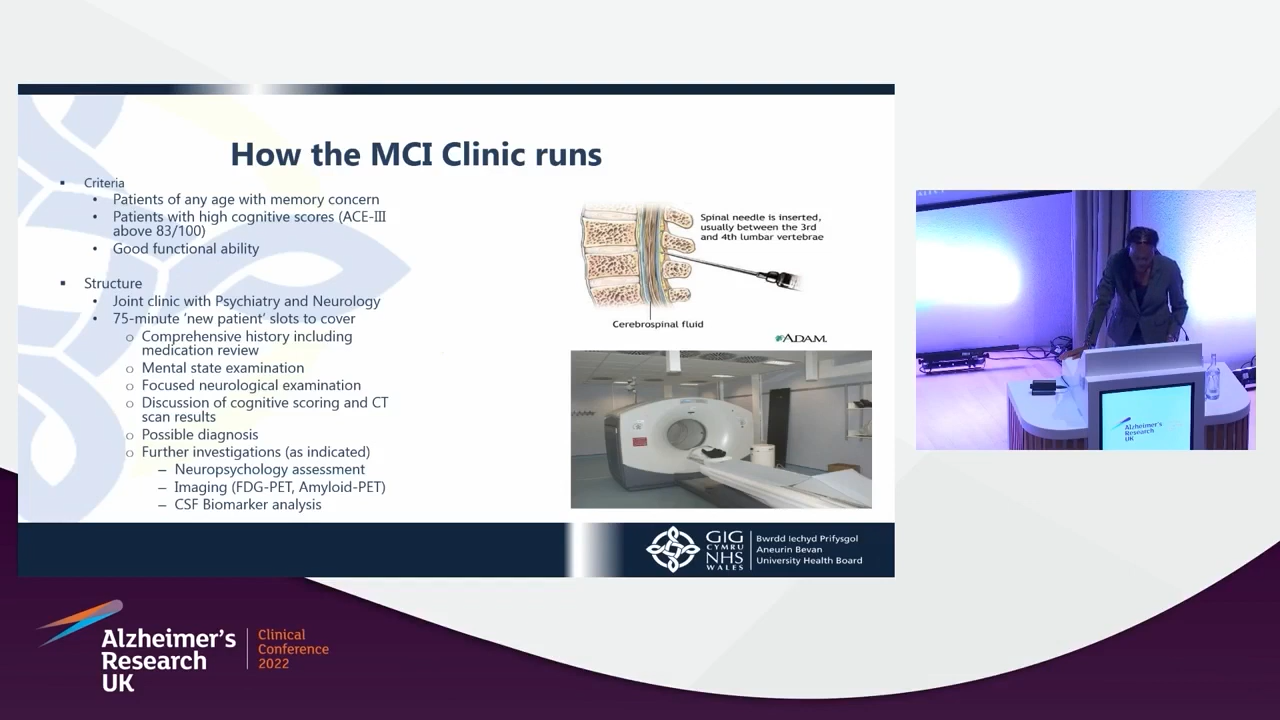 How the MCI Clinic runs
▪ Criteria
• Patients of any age with memory concern
• Patients with high cognitive scores (ACE-III
above 83/100)
• Good functional ability
▪ Structure
• Joint clinic with Psychiatry and Neurology
• 75-minute ‘new patient’ slots to cover
o Comprehensive history including
medication review
o Mental state examination
o Focused neurological examination
o Discussion of cognitive scoring and CT
scan results
o Possible diagnosis
o Further investigations (as indicated)
– Neuropsychology assessment
– Imaging (FDG-PET, Amyloid-PET)
– CSF Biomarker analysis
Spinal needle is inserted,
usually between the 3rd
and 4th lumbar vertebrae
Cerebrospinal fluid
ADAM.
GIG
CYMRU
NHS
WALES
Bwrdd Iechyd Prifysgol
Aneurin Bevan
University Health Board
Alzheimer's
Research
UK
Alzheimer's
Research
UK
Clinical
Conference
2022